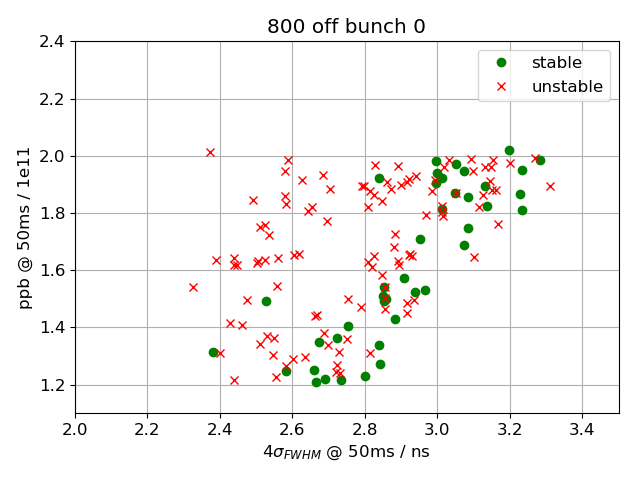 800 off bunch 0
ppb @ 50ms / 1e11
2.4
2.2
2.0
1.8
1.6
1.4
1.2
stable
unstable
2.0 2.2 2.4 2.6 2.8 3.0 3.2 3.4
4σFWHM @ 50ms / ns